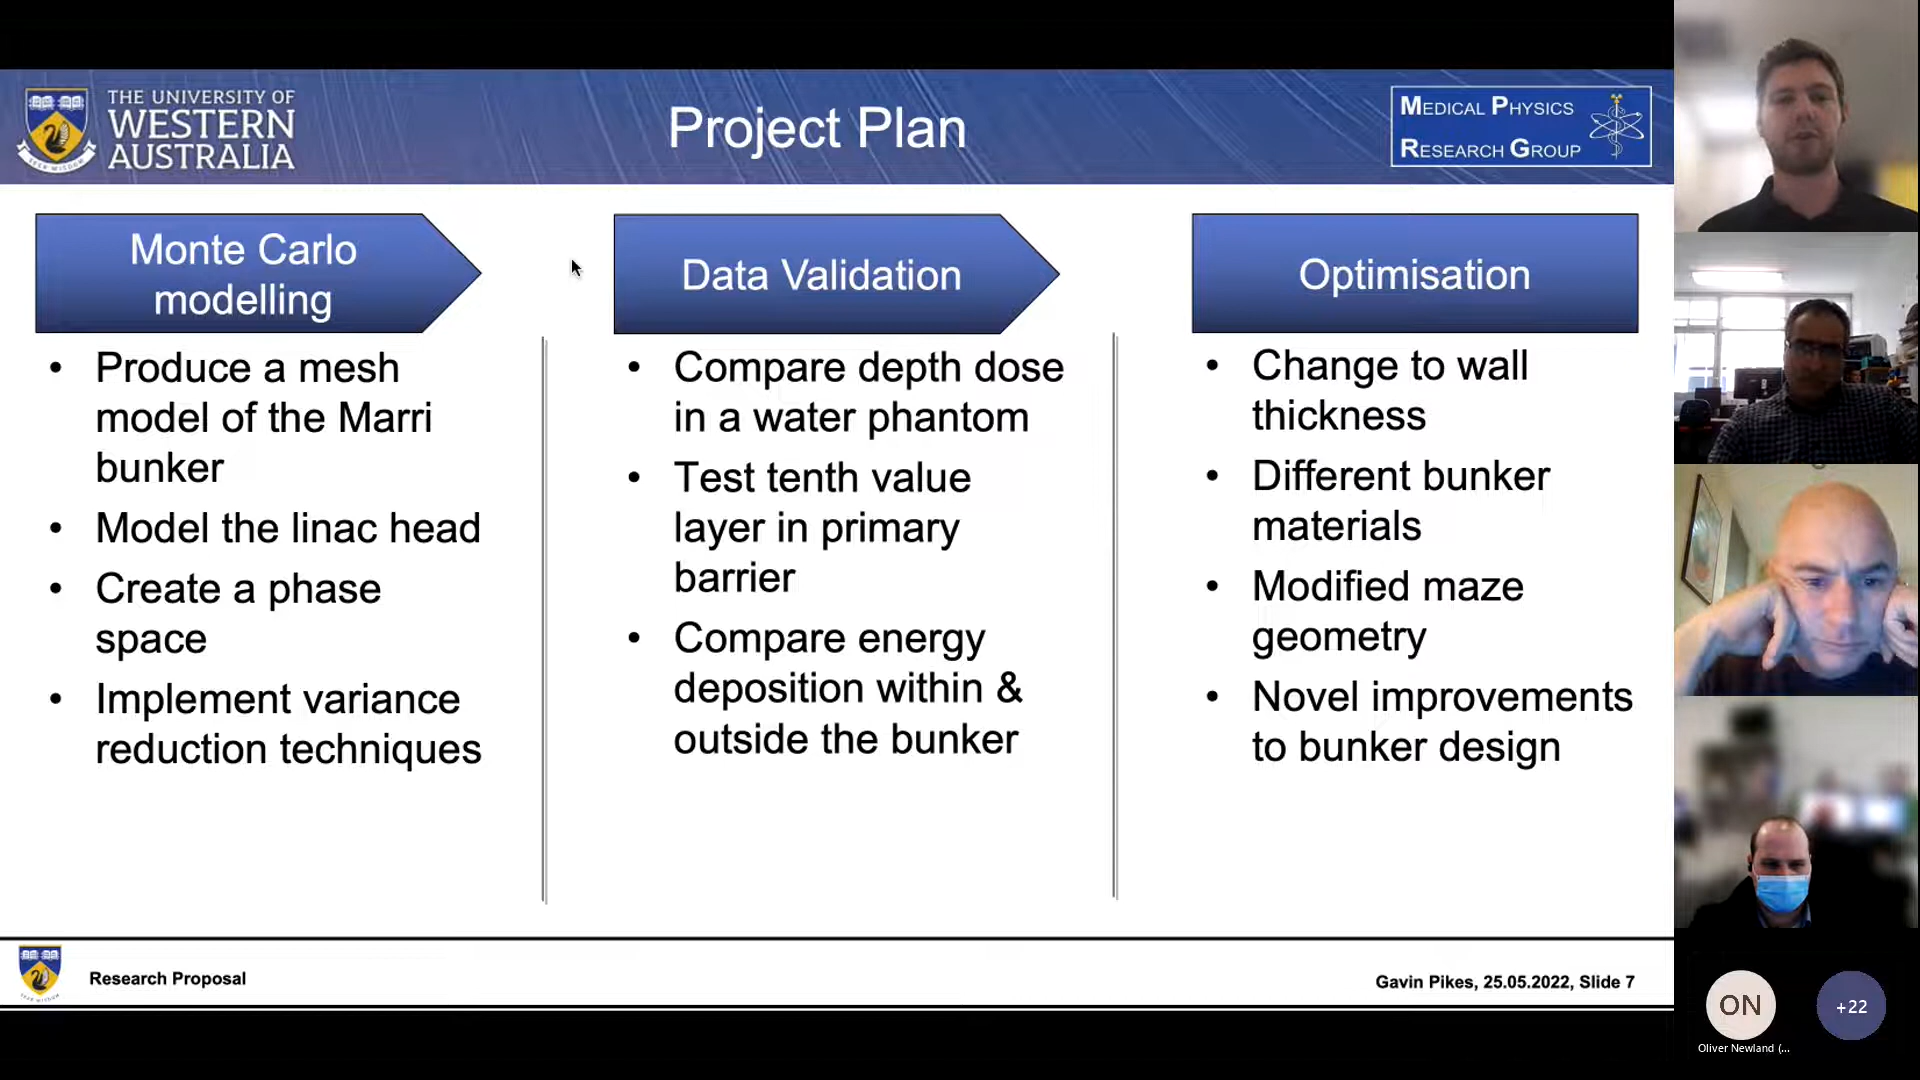 THE UNIVERSITY OF
WESTERN
AUSTRALIA
Project Plan
MEDICAL PHYSICS
RESEARCH GROUP
Monte Carlo
modelling
• Produce a mesh
model of the Marri
bunker
• Model the linac head
• Create a phase
space
• Implement variance
reduction techniques
Data Validation
• Compare depth dose
in a water phantom
• Test tenth value
layer in primary
barrier
• Compare energy
deposition within &
outside the bunker
Optimisation
• Change to wall
thickness
• Different bunker
materials
• Modified maze
geometry
• Novel improvements
to bunker design
Research Proposal
Gavin Pikes, 25.05.2022, Slide 7
ON
+22
Oliver Newland (...